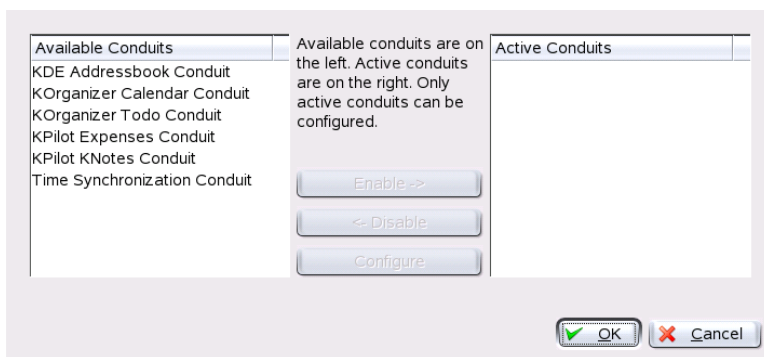 Available Conduits
KDE Addressbook Conduit
KOrganizer Calendar Conduit
KOrganizer Todo Conduit
KPilot Expenses Conduit
KPilot KNotes Conduit
Time Synchronization Conduit
Available conduits are on
the left. Active conduits
are on the right. Only
active conduits can be
configured.
Enable ->
<- Disable
Configure
Active Conduits
OK
Cancel